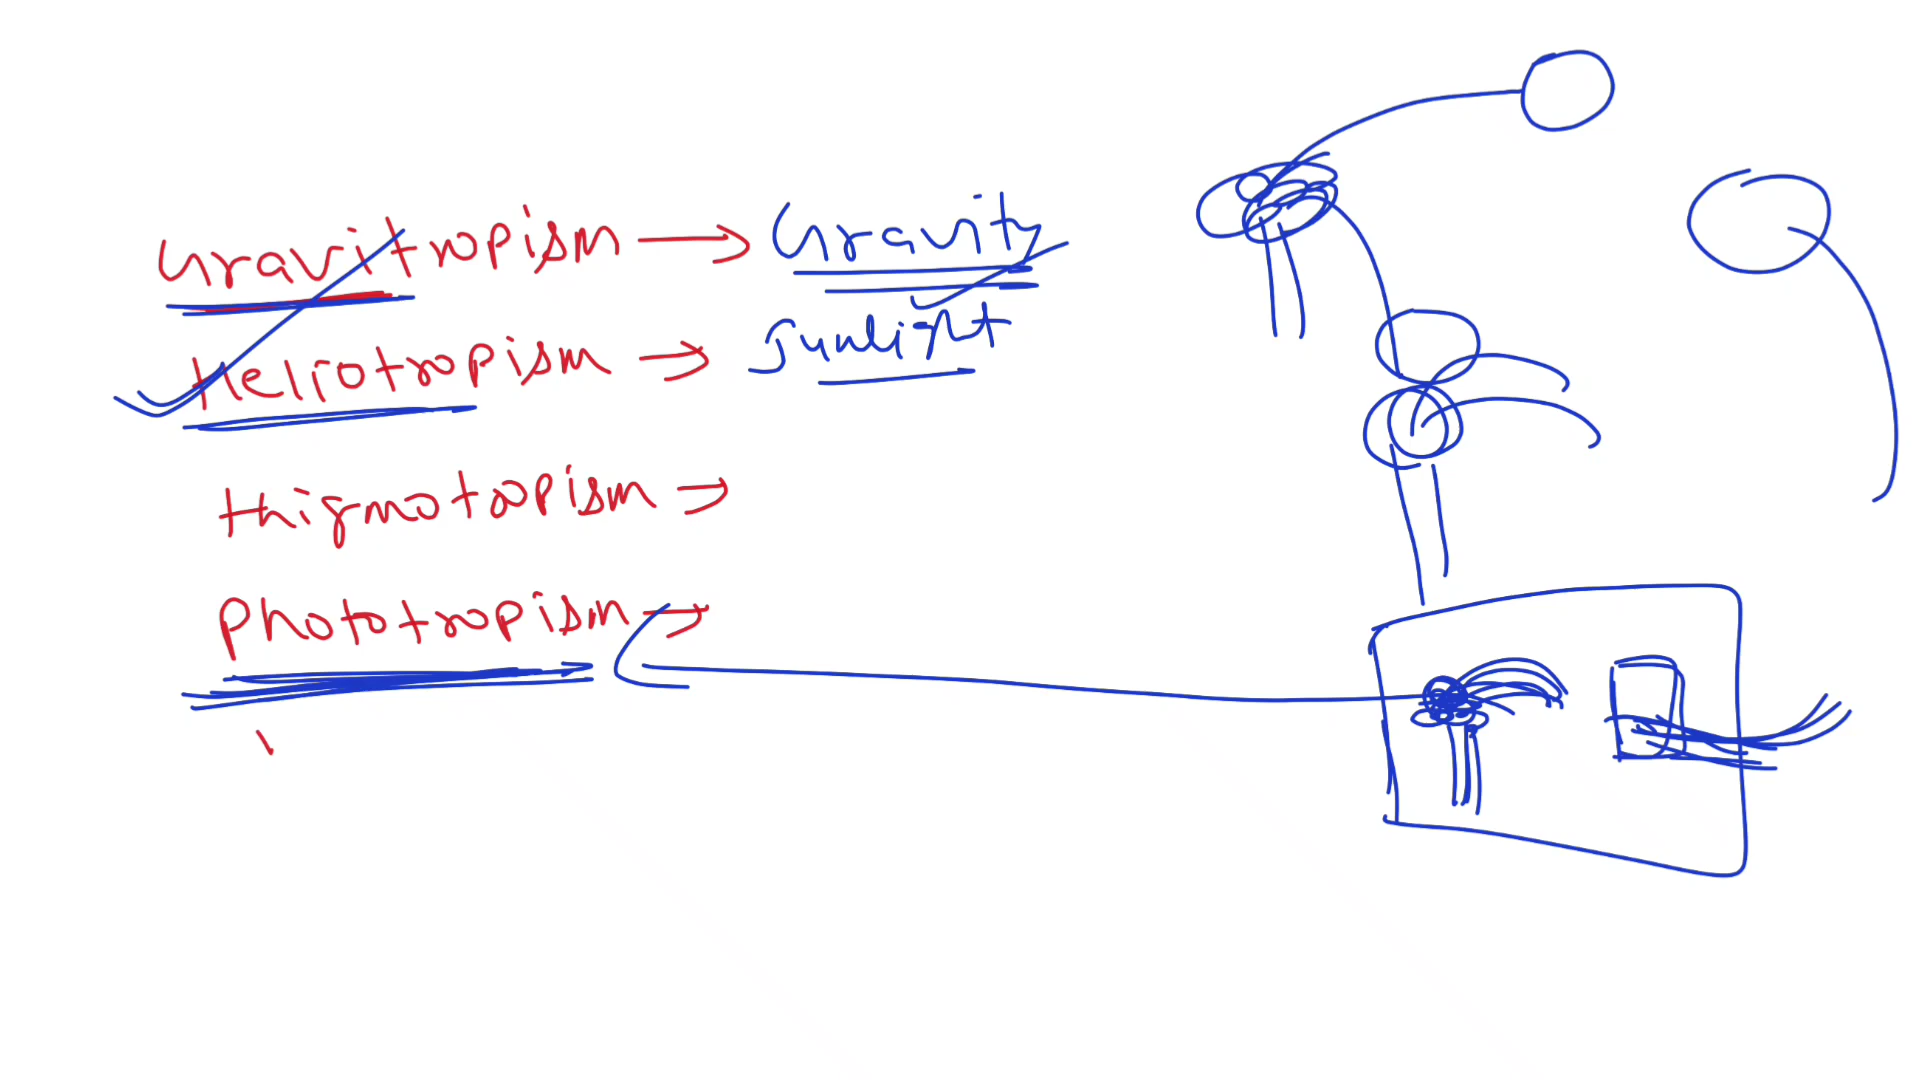 Gravitropism → Gravity
Heliotropism → Sunlight
thigmotropism →
Phototropism →